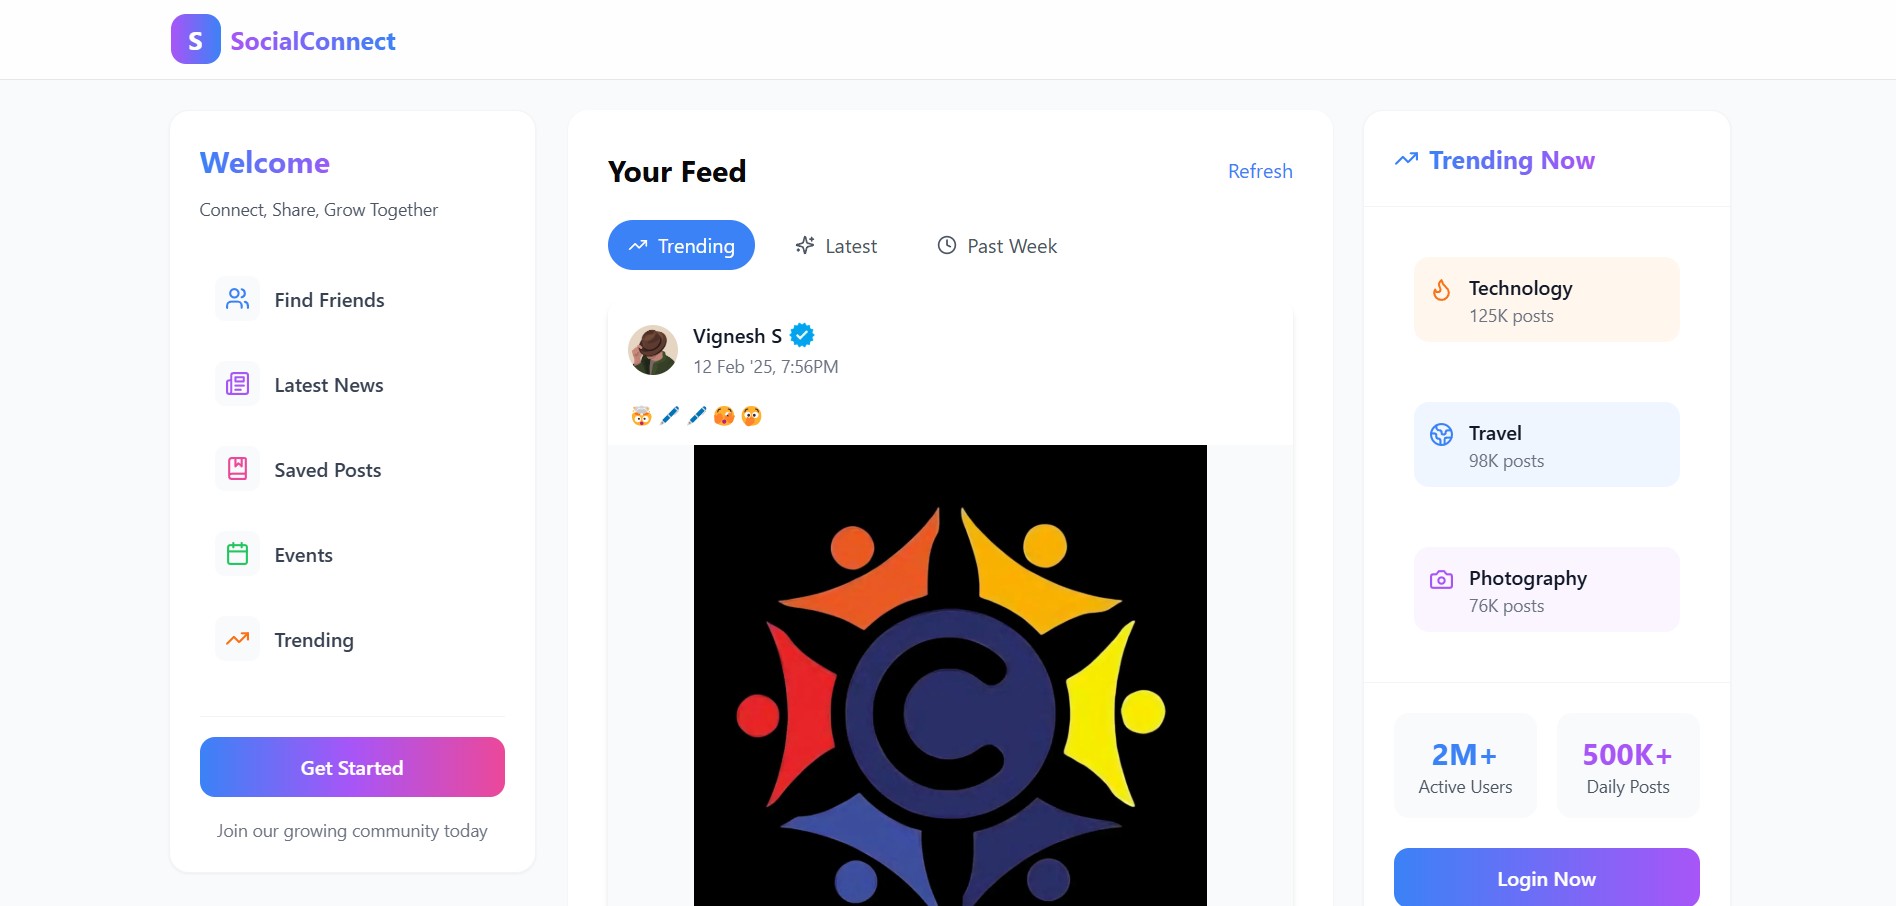 S SocialConnect
Welcome
Connect, Share, Grow Together
Find Friends
Latest News
Saved Posts
Events
Trending
Get Started
Join our growing community today
Your Feed
Refresh
Trending Latest Past Week
Vignesh S
12 Feb '25, 7:56PM
🤯 🖊️ 🖊️ 🥵 🫢
C
Trending Now
Technology
125K posts
Travel
98K posts
Photography
76K posts
2M+
Active Users
500K+
Daily Posts
Login Now